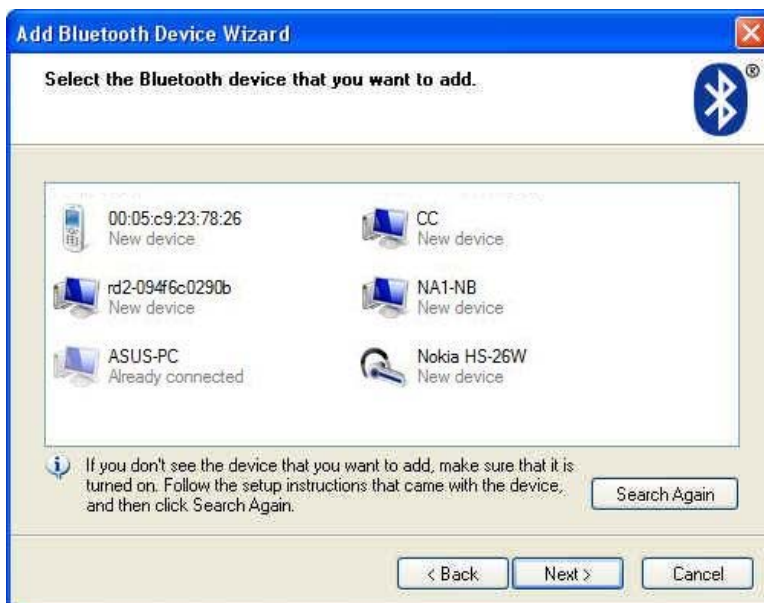 Add Bluetooth Device Wizard
Select the Bluetooth device that you want to add.
®
00:05:c9:23:78:26
New device
CC
New device
rd2-094f6c0290b
New device
NA1-NB
New device
ASUS-PC
Already connected
Nokia HS-26W
New device
If you don't see the device that you want to add, make sure that it is
turned on. Follow the setup instructions that came with the device,
and then click Search Again.
Search Again
< Back
Next >
Cancel